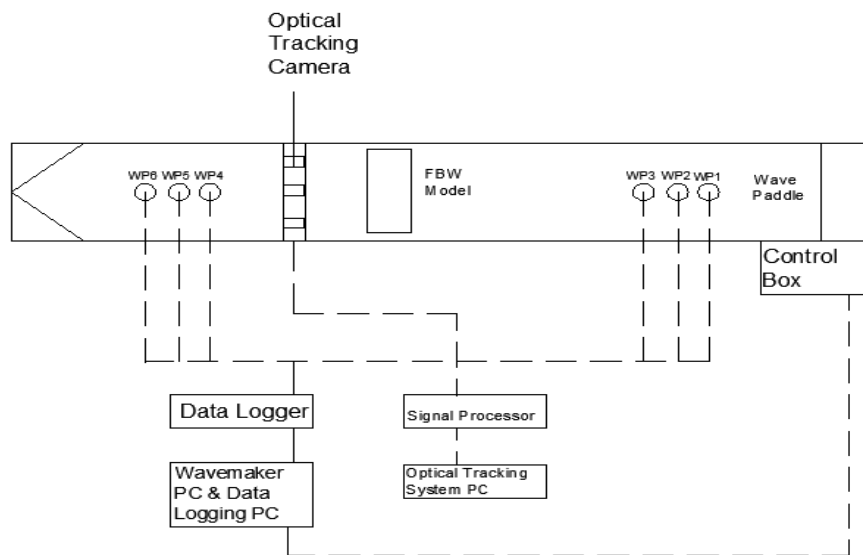 Optical
Tracking
Camera
WP6 WP5 WP4
FBW
Model
WP3 WP2 WP1
Wave
Paddle
Control
Box
Data Logger
Signal Processor
Wavemaker
PC & Data
Logging PC
Optical Tracking
System PC